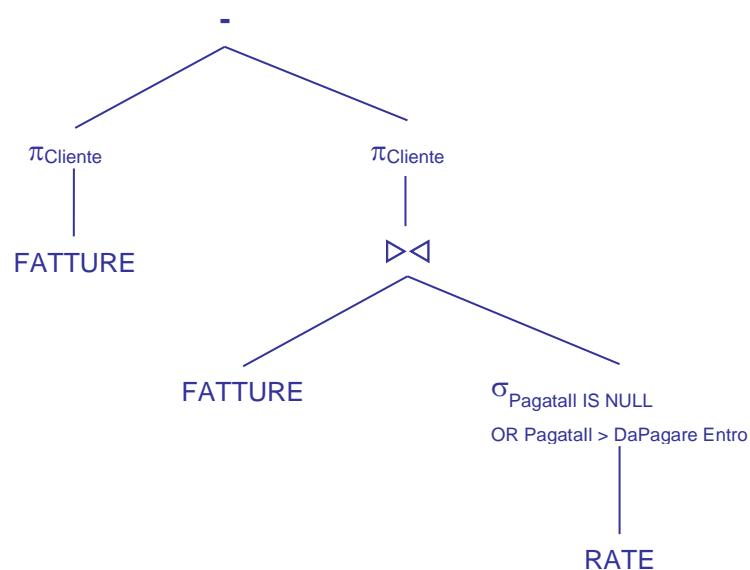 -
πCliente
πCliente
FATTURE
▷◁
FATTURE
σPagataIl IS NULL
OR PagataIl > DaPagare Entro
RATE